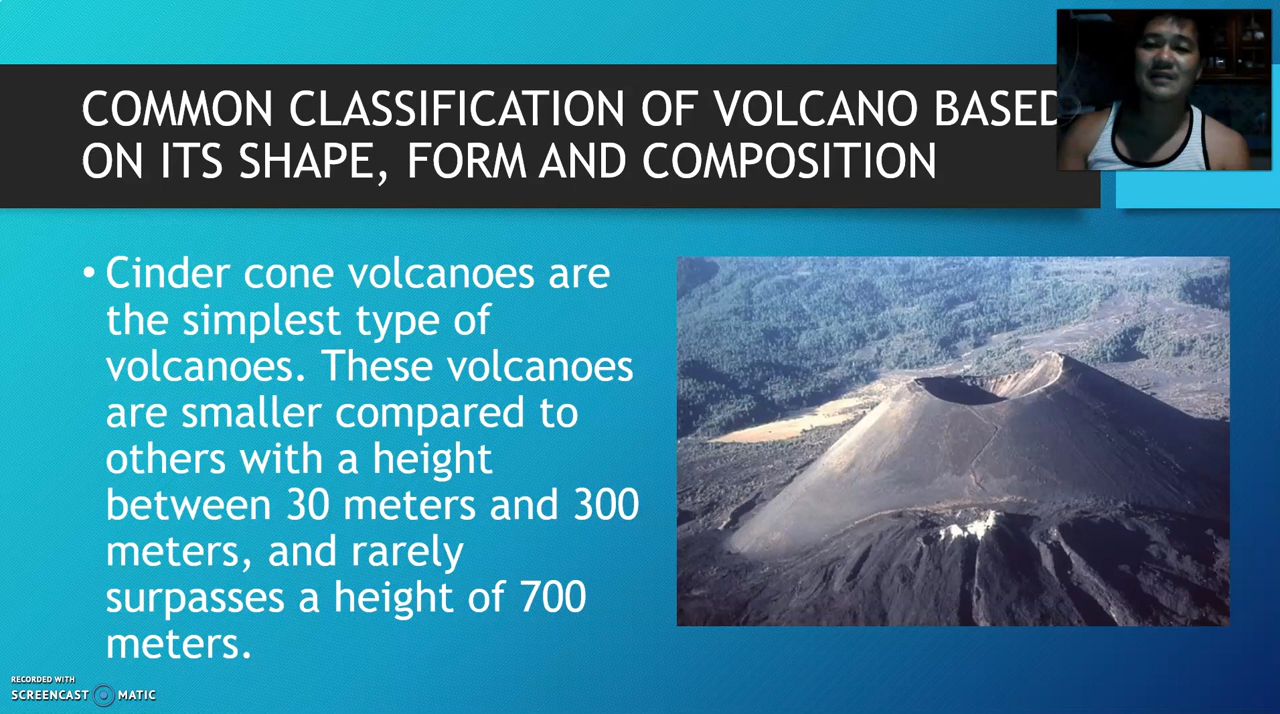 COMMON CLASSIFICATION OF VOLCANO BASED
ON ITS SHAPE, FORM AND COMPOSITION
• Cinder cone volcanoes are
the simplest type of
volcanoes. These volcanoes
are smaller compared to
others with a height
between 30 meters and 300
meters, and rarely
surpasses a height of 700
meters.
RECORDED WITH
SCREENCAST MATIC